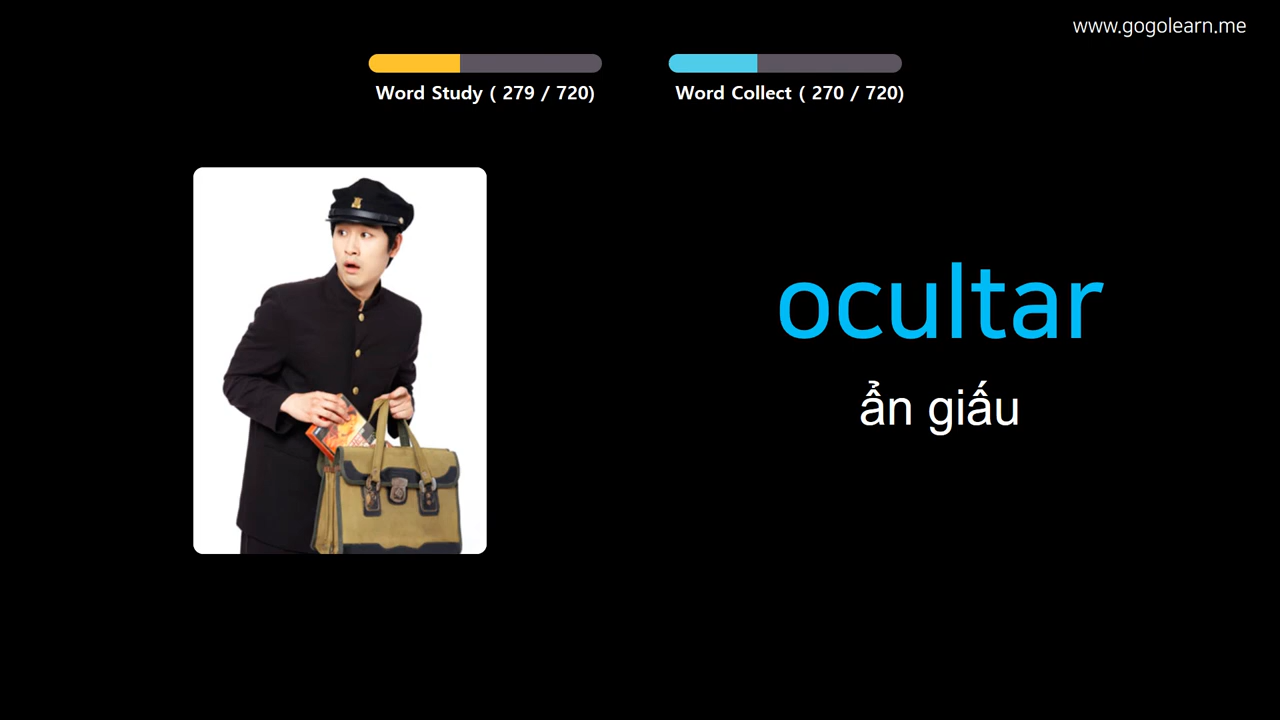 www.gogolearn.me
Word Study ( 279 / 720)
Word Collect ( 270 / 720)
ocultar
ẩn giấu